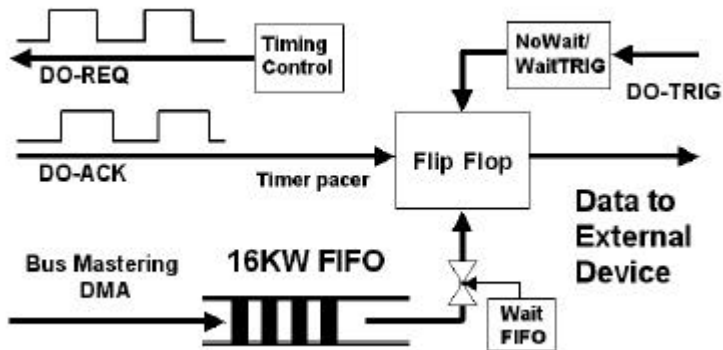 Timing
Control
NoWait/
WaitTRIG
DO-REQ
DO-TRIG
DO-ACK
Timer pacer
Flip Flop
Data to
External
Device
Bus Mastering
DMA
16KW FIFO
Wait
FIFO